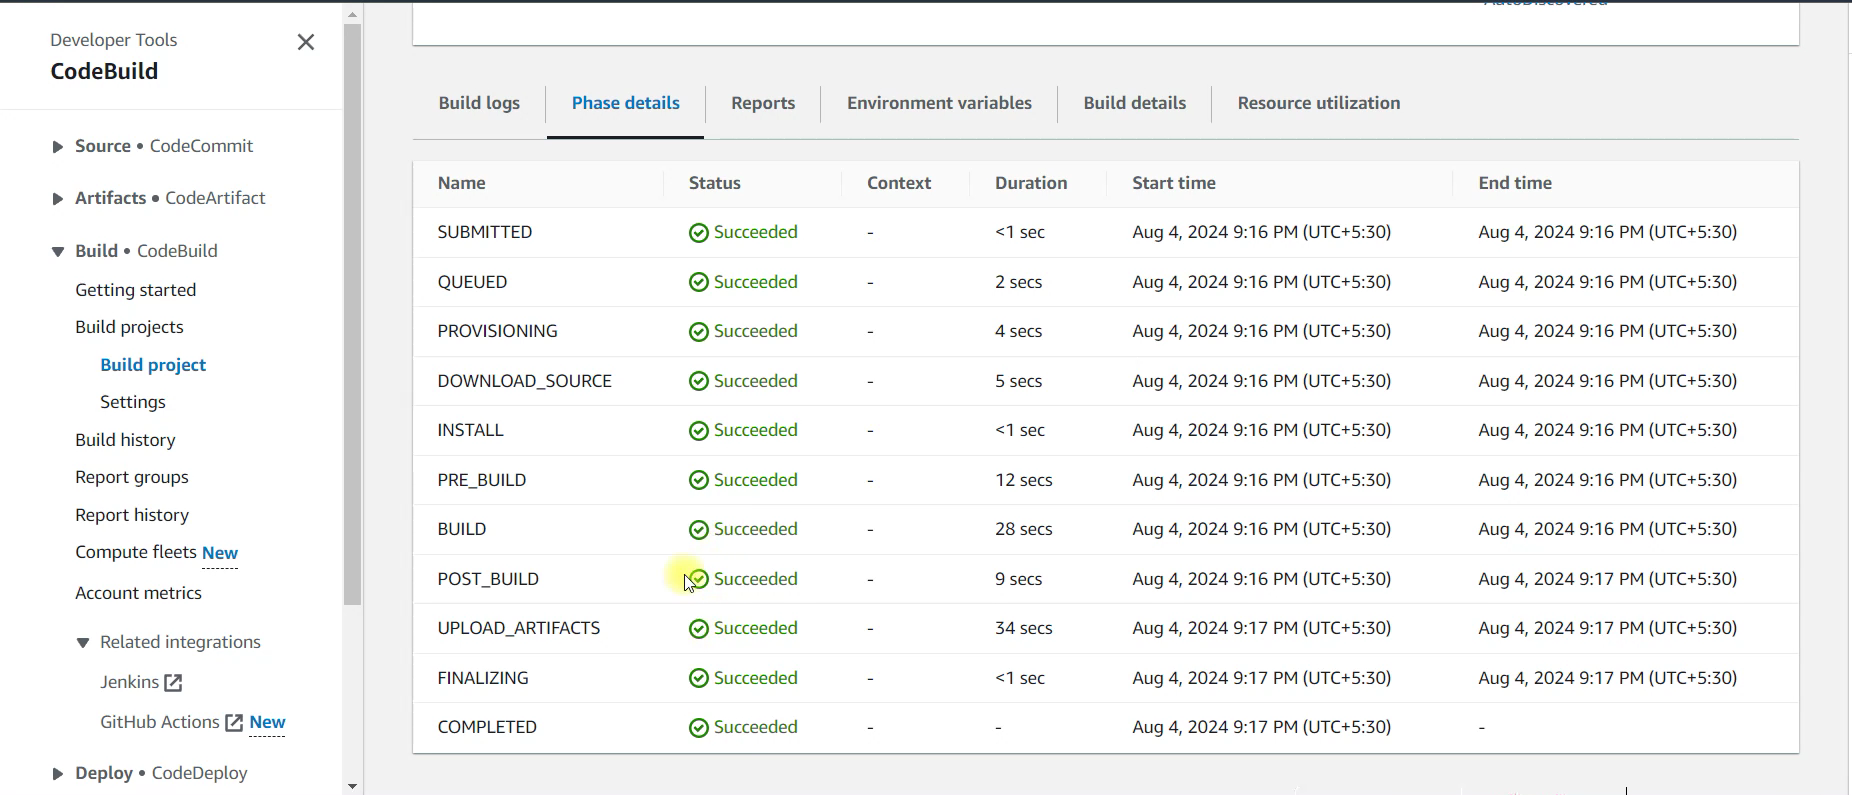 AutoDiscovered
Developer Tools
CodeBuild
Source • CodeCommit
Artifacts • CodeArtifact
Build • CodeBuild
Getting started
Build projects
Build project
Settings
Build history
Report groups
Report history
Compute fleets New
Account metrics
Related integrations
Jenkins
GitHub Actions New
Deploy • CodeDeploy
Build logs Phase details Reports Environment variables Build details Resource utilization
Name Status Context Duration Start time End time
SUBMITTED Succeeded - <1 sec Aug 4, 2024 9:16 PM (UTC+5:30) Aug 4, 2024 9:16 PM (UTC+5:30)
QUEUED Succeeded - 2 secs Aug 4, 2024 9:16 PM (UTC+5:30) Aug 4, 2024 9:16 PM (UTC+5:30)
PROVISIONING Succeeded - 4 secs Aug 4, 2024 9:16 PM (UTC+5:30) Aug 4, 2024 9:16 PM (UTC+5:30)
DOWNLOAD_SOURCE Succeeded - 5 secs Aug 4, 2024 9:16 PM (UTC+5:30) Aug 4, 2024 9:16 PM (UTC+5:30)
INSTALL Succeeded - <1 sec Aug 4, 2024 9:16 PM (UTC+5:30) Aug 4, 2024 9:16 PM (UTC+5:30)
PRE_BUILD Succeeded - 12 secs Aug 4, 2024 9:16 PM (UTC+5:30) Aug 4, 2024 9:16 PM (UTC+5:30)
BUILD Succeeded - 28 secs Aug 4, 2024 9:16 PM (UTC+5:30) Aug 4, 2024 9:16 PM (UTC+5:30)
POST_BUILD Succeeded - 9 secs Aug 4, 2024 9:16 PM (UTC+5:30) Aug 4, 2024 9:17 PM (UTC+5:30)
UPLOAD_ARTIFACTS Succeeded - 34 secs Aug 4, 2024 9:17 PM (UTC+5:30) Aug 4, 2024 9:17 PM (UTC+5:30)
FINALIZING Succeeded - <1 sec Aug 4, 2024 9:17 PM (UTC+5:30) Aug 4, 2024 9:17 PM (UTC+5:30)
COMPLETED Succeeded - - Aug 4, 2024 9:17 PM (UTC+5:30) -